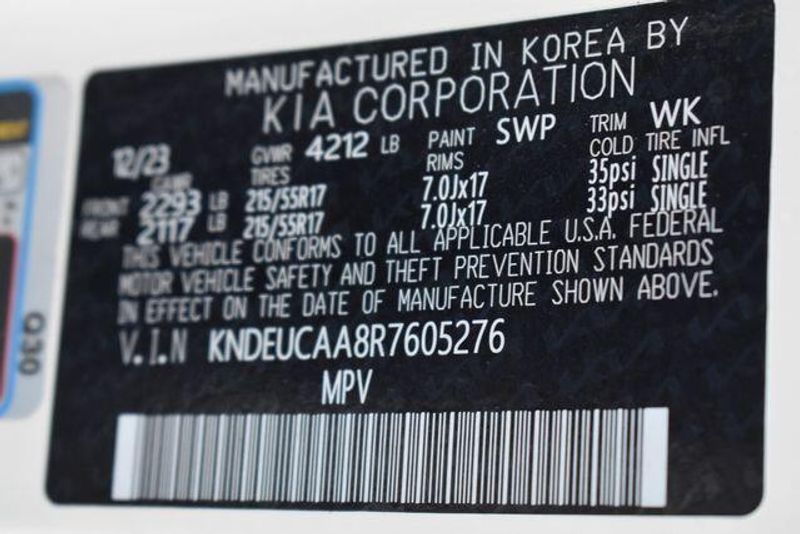 MANUFACTURED IN KOREA BY
KIA CORPORATION
12/23 GVWR 4212 LB PAINT SWP TRIM WK
GAWR TIRES RIMS COLD TIRE INFL
FRONT 2293 LB 215/55R17 7.0Jx17 35psi SINGLE
REAR 2117 LB 215/55R17 7.0Jx17 33psi SINGLE
THIS VEHICLE CONFORMS TO ALL APPLICABLE U.S.A. FEDERAL
MOTOR VEHICLE SAFETY AND THEFT PREVENTION STANDARDS
IN EFFECT ON THE DATE OF MANUFACTURE SHOWN ABOVE.
V.I.N KNDEUCAA8R7605276
MPV
Q30